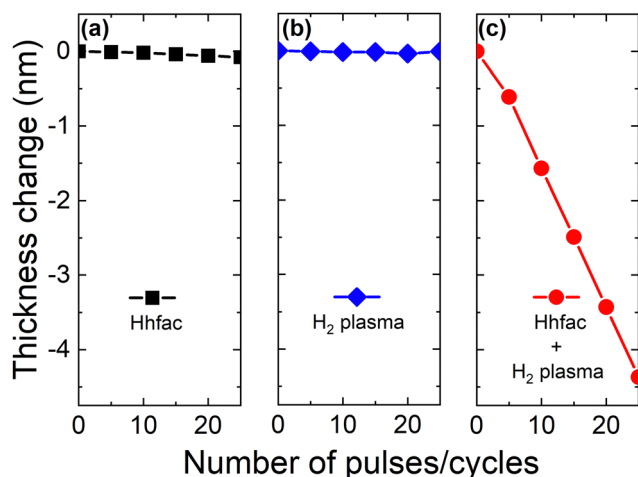 (a)
(b)
(c)
Thickness change (nm)
0
-1
-2
-3
-4
Hhfac
H₂ plasma
Hhfac
+
H₂ plasma
0 10 20
0 10 20
0 10 20
Number of pulses/cycles